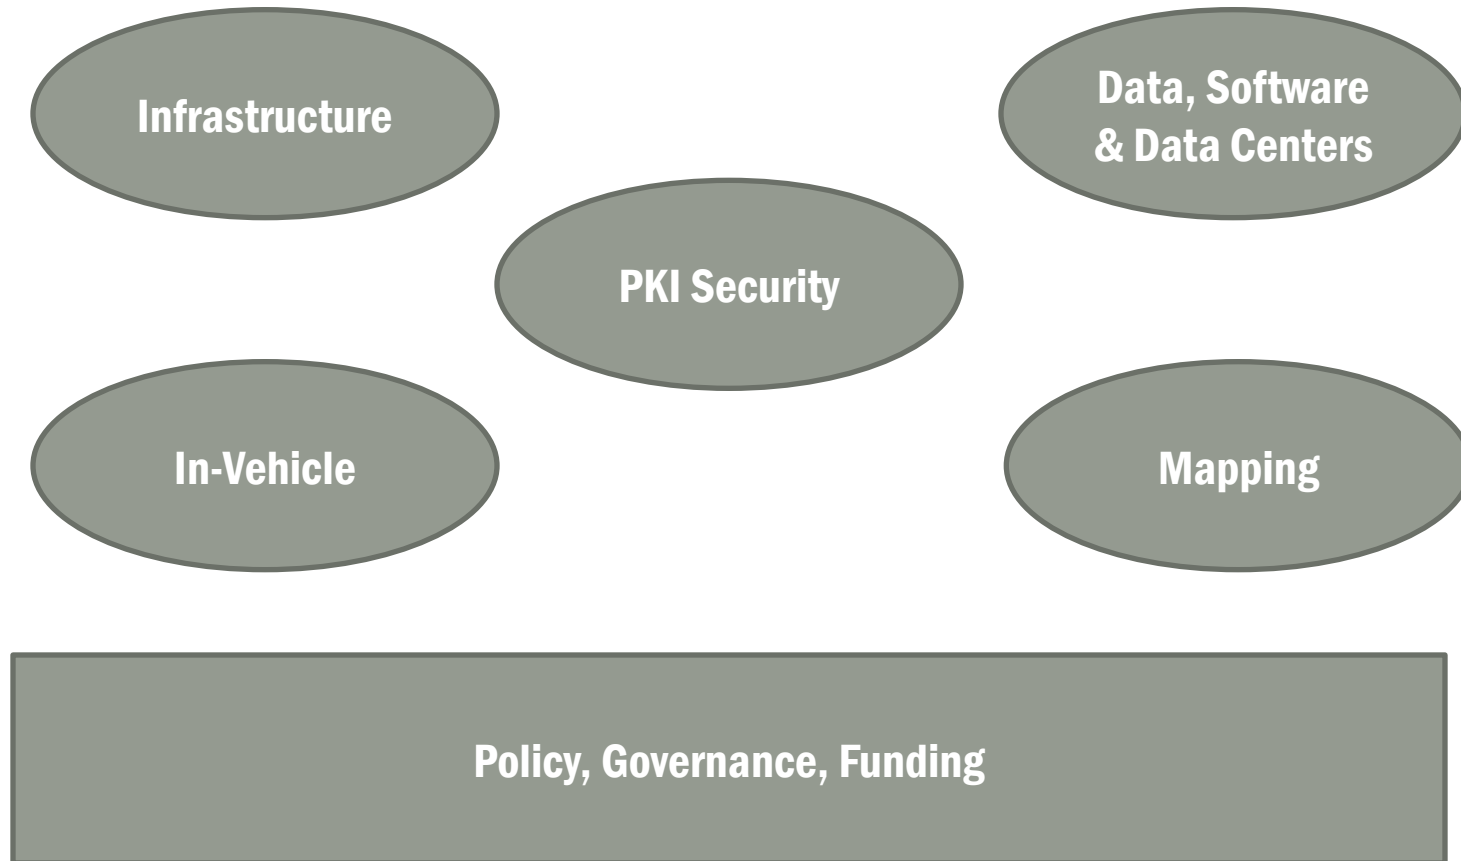 Infrastructure
Data, Software
& Data Centers
PKI Security
In-Vehicle
Mapping
Policy, Governance, Funding